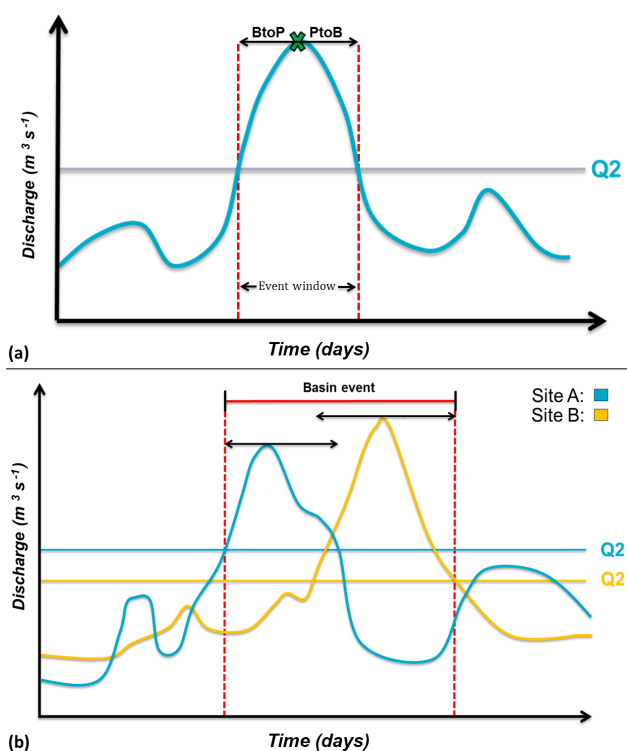 BtoP PtoB
Discharge (m ³ s⁻¹)
Q2
Event window
Time (days)
(a)
Basin event
Site A:
Site B:
Discharge (m ³ s⁻¹)
Q2
Q2
Time (days)
(b)